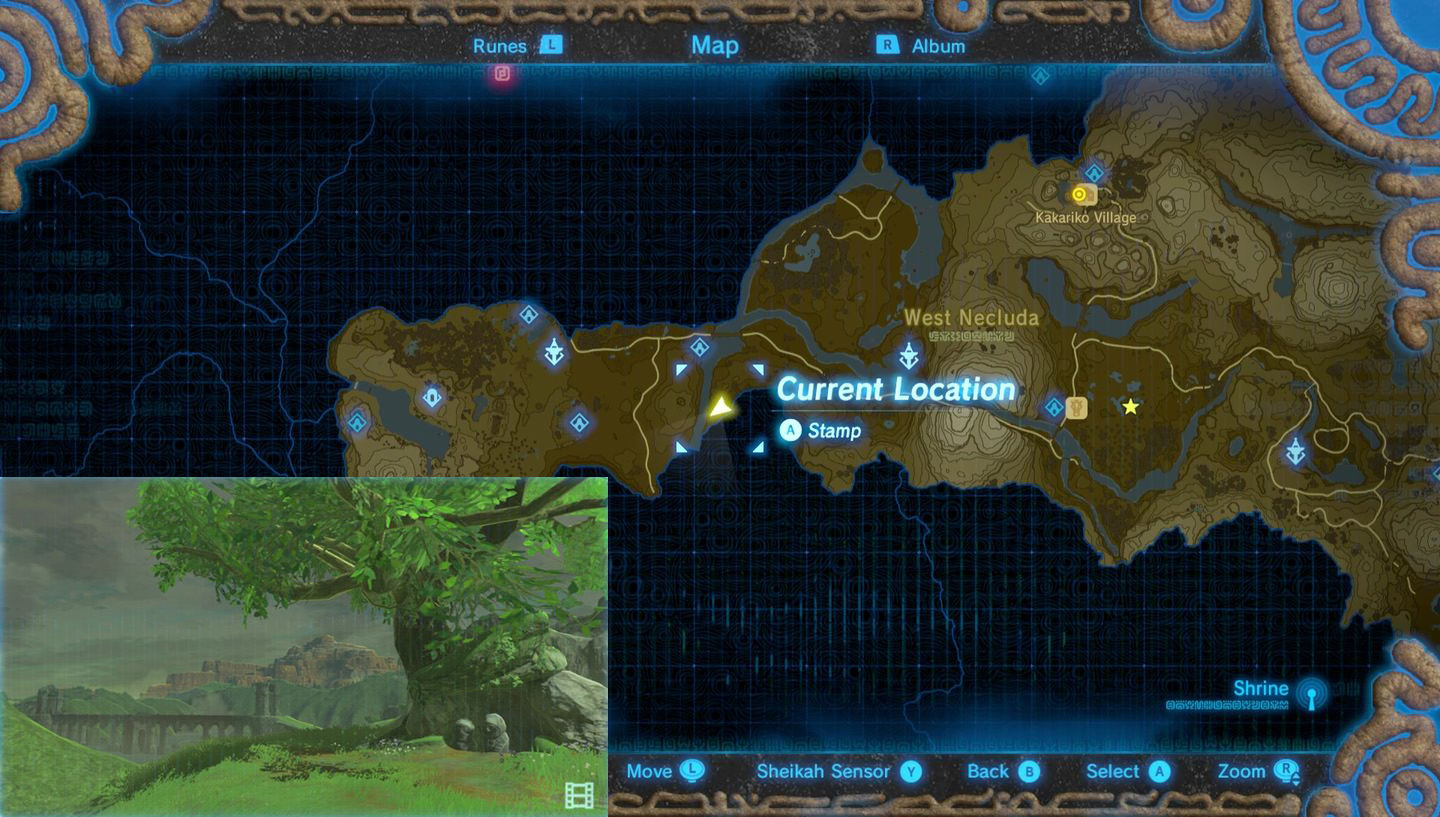 Runes L
Map
R Album
Kakariko Village
West Necluda
Current Location
A Stamp
Shrine
Move L
Sheikah Sensor Y
Back B
Select A
Zoom R